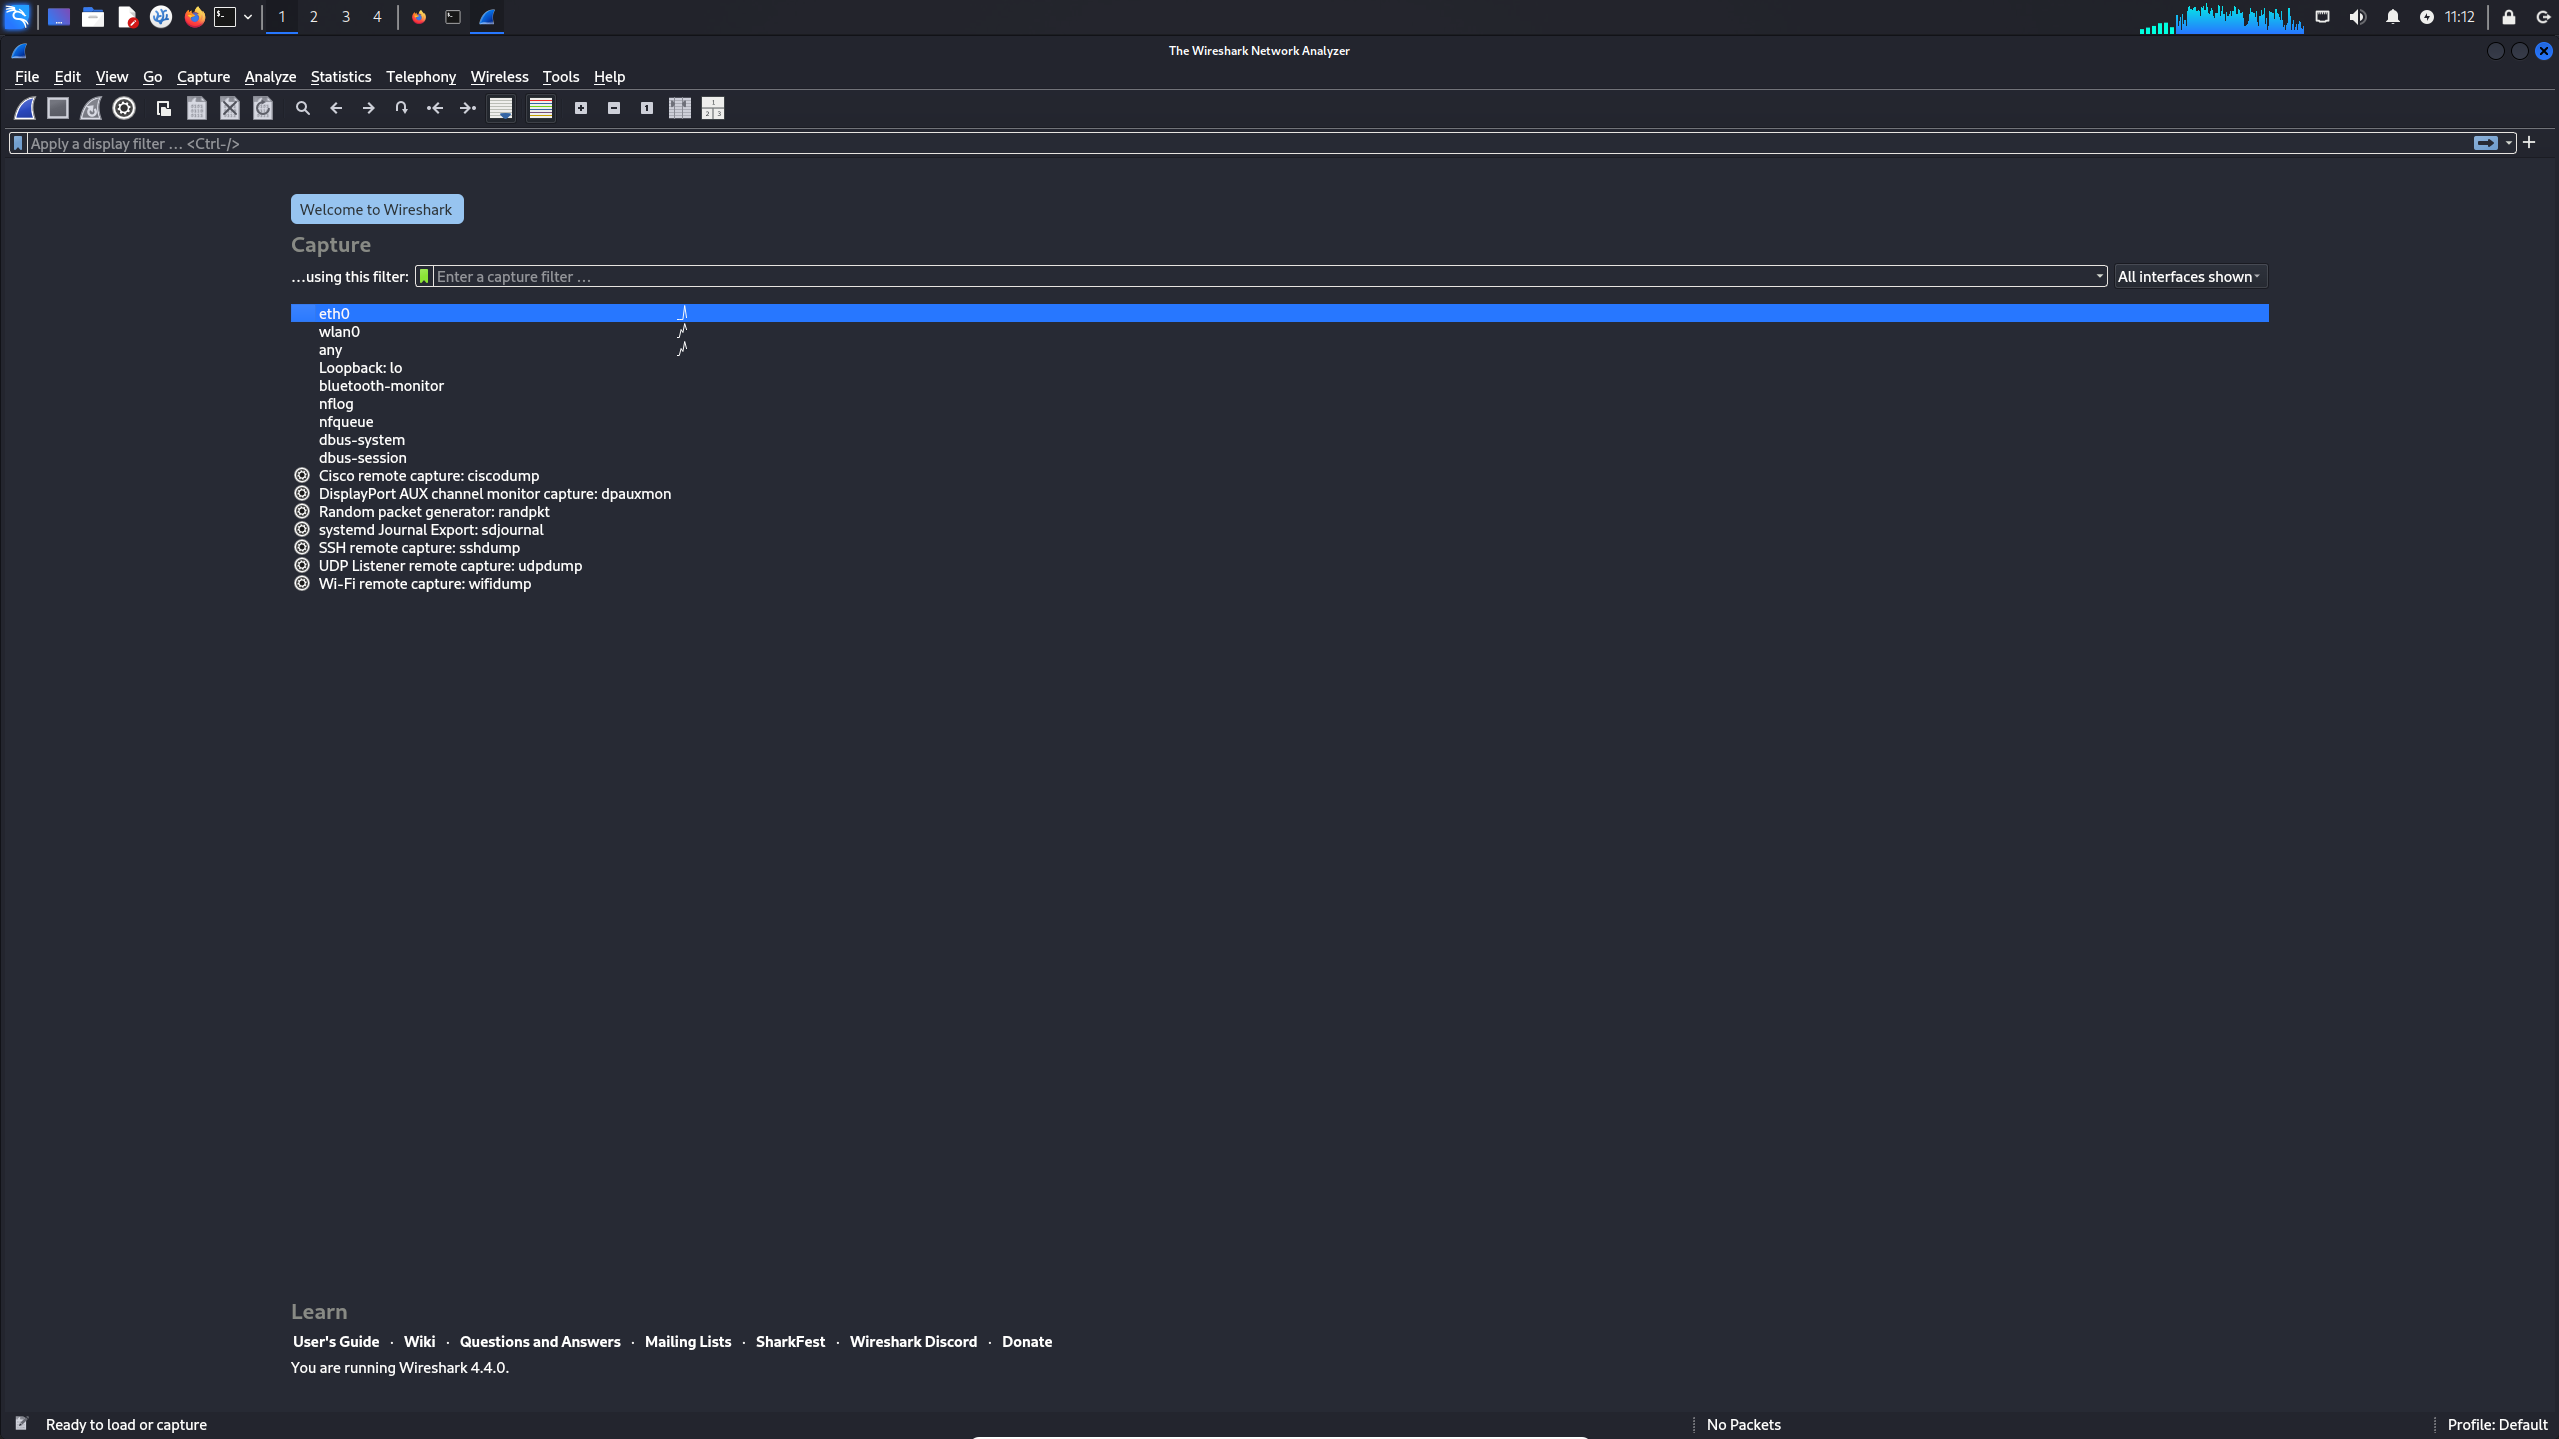 1 2 3 4 11:12
The Wireshark Network Analyzer
File Edit View Go Capture Analyze Statistics Telephony Wireless Tools Help
Apply a display filter … <Ctrl-/>
Welcome to Wireshark
Capture
…using this filter: Enter a capture filter … All interfaces shown
eth0
wlan0
any
Loopback: lo
bluetooth-monitor
nflog
nfqueue
dbus-system
dbus-session
Cisco remote capture: ciscodump
DisplayPort AUX channel monitor capture: dpauxmon
Random packet generator: randpkt
systemd Journal Export: sdjournal
SSH remote capture: sshdump
UDP Listener remote capture: udpdump
Wi-Fi remote capture: wifidump
Learn
User's Guide · Wiki · Questions and Answers · Mailing Lists · SharkFest · Wireshark Discord · Donate
You are running Wireshark 4.4.0.
Ready to load or capture No Packets Profile: Default